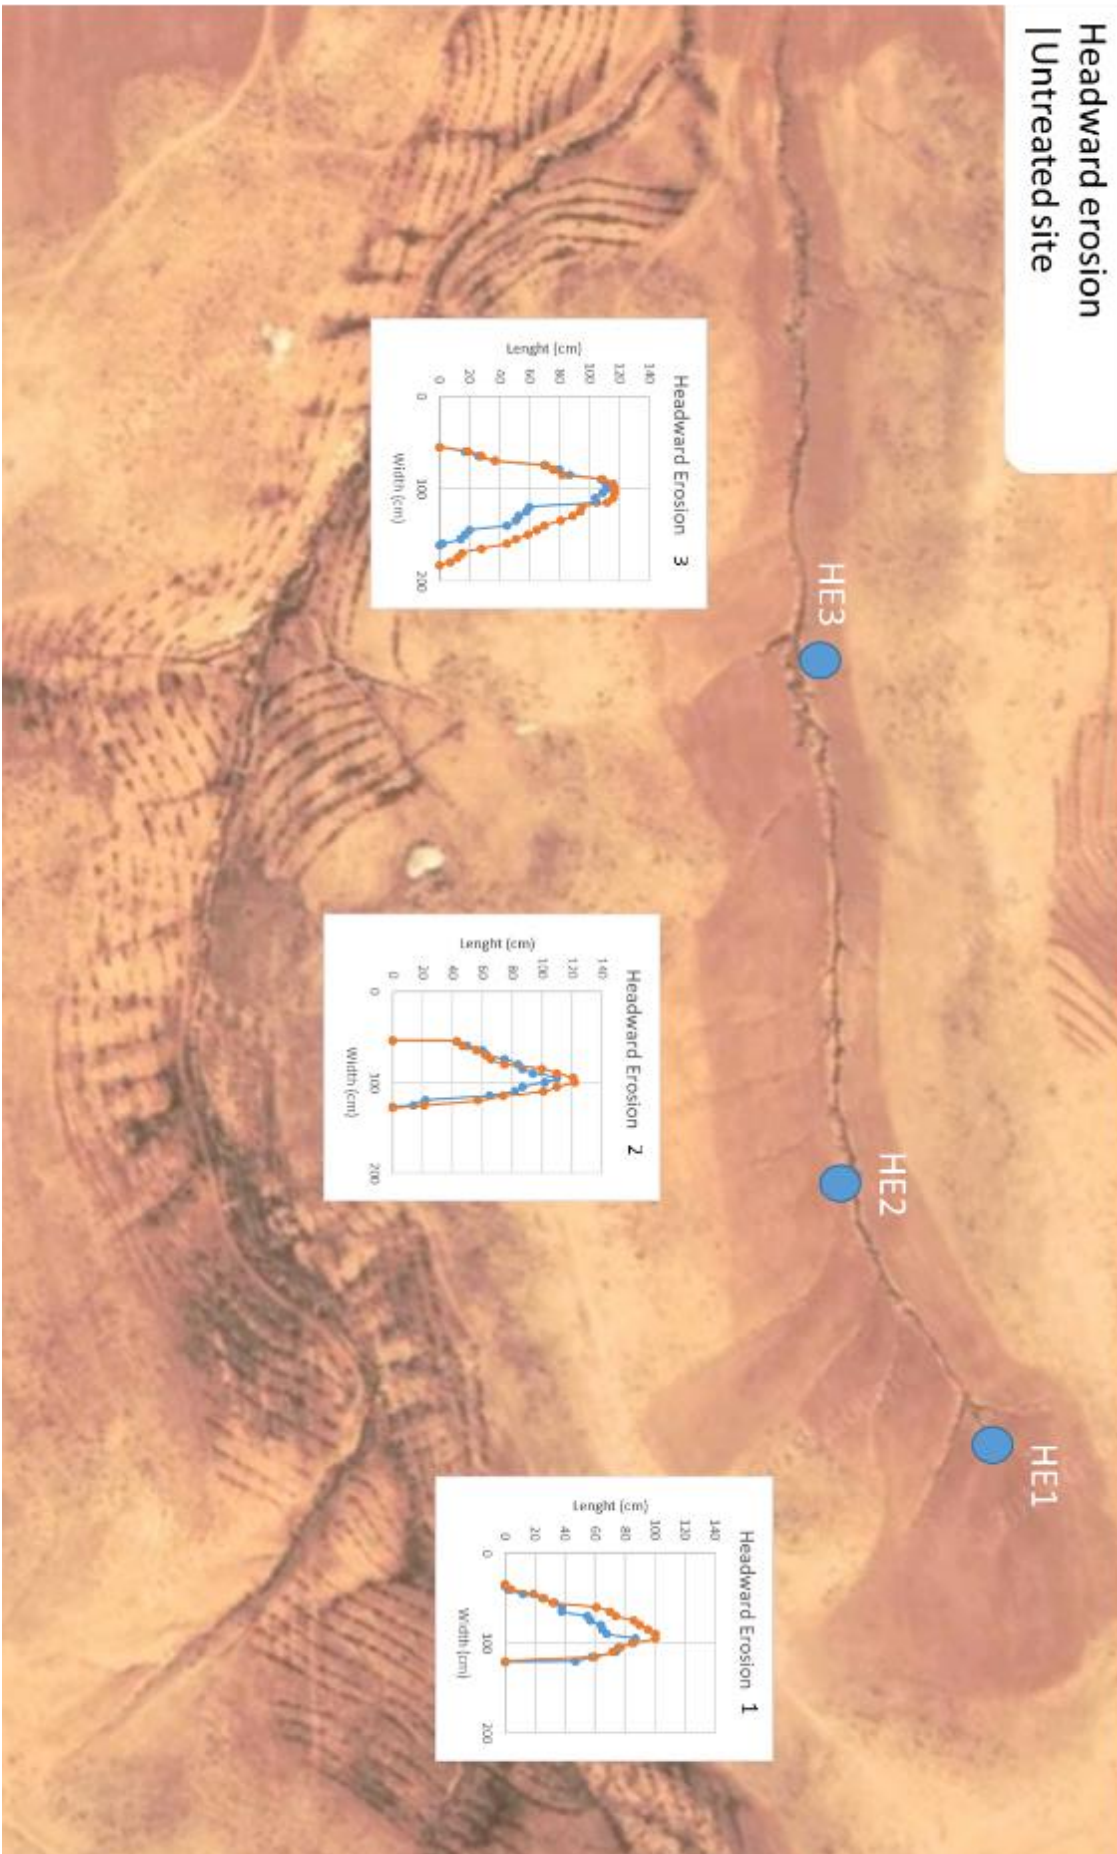 Headward erosion
|Untreated site
HE3
HE2
HE1
Headward Erosion 3
Lenght (cm)
140
120
100
80
60
40
20
0
0
100
200
Width (cm)
Headward Erosion 2
Lenght (cm)
140
120
100
80
60
40
20
0
0
100
200
Width (cm)
Headward Erosion 1
Lenght (cm)
140
120
100
80
60
40
20
0
0
100
200
Width (cm)